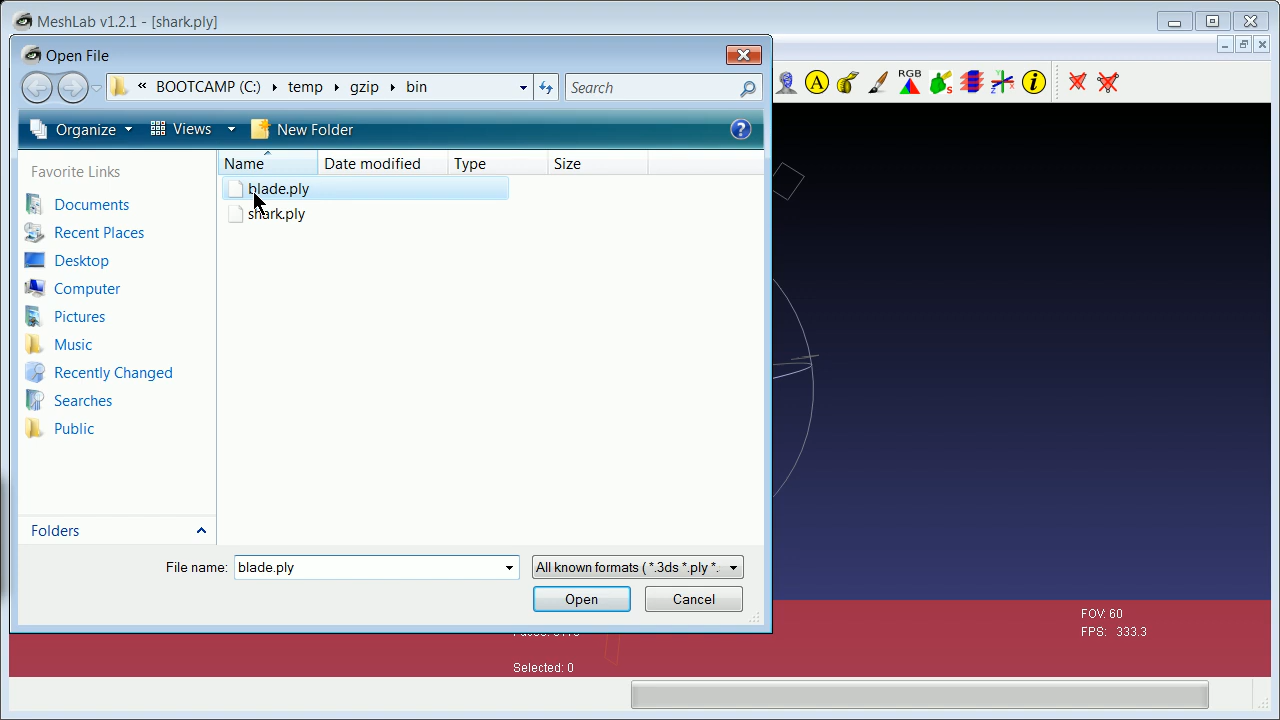 MeshLab v1.2.1 - [shark.ply]
Open File
« BOOTCAMP (C:) temp gzip bin
Search
RGB
A
s
i
Organize Views New Folder ?
Favorite Links
Name Date modified Type Size
blade.ply
shark.ply
Documents
Recent Places
Desktop
Computer
Pictures
Music
Recently Changed
Searches
Public
Folders
File name: blade.ply All known formats ( *.3ds *.ply *.
Open Cancel
FOV: 60
FPS: 333.3
Selected: 0